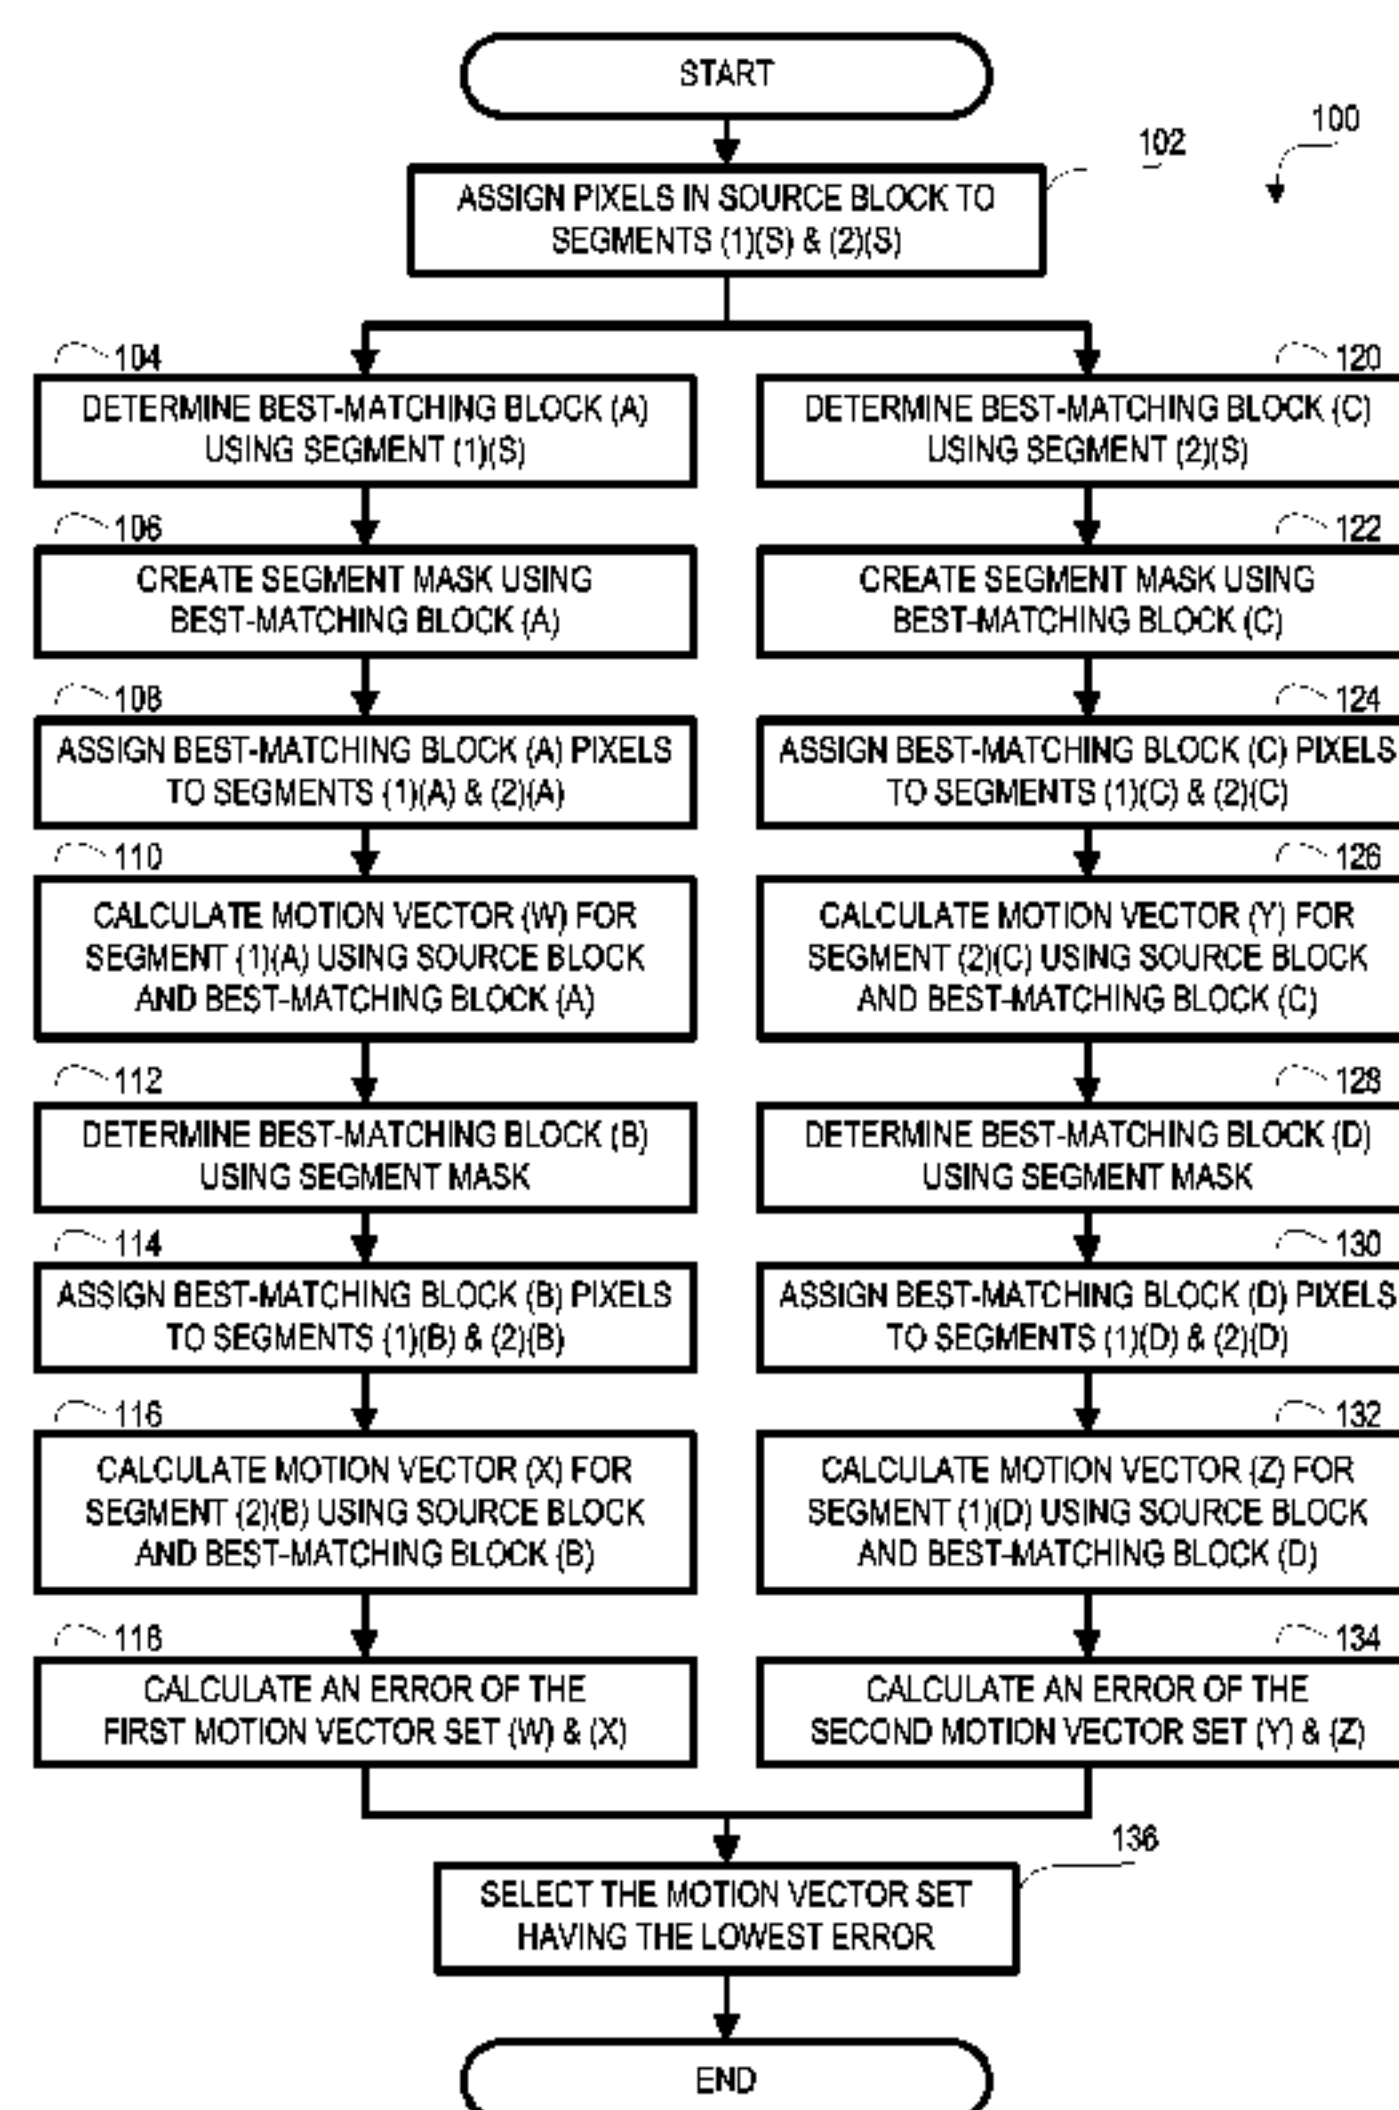 START
100
102
ASSIGN PIXELS IN SOURCE BLOCK TO
SEGMENTS (1)(S) & (2)(S)
104
DETERMINE BEST-MATCHING BLOCK (A)
USING SEGMENT (1)(S)
106
CREATE SEGMENT MASK USING
BEST-MATCHING BLOCK (A)
108
ASSIGN BEST-MATCHING BLOCK (A) PIXELS
TO SEGMENTS (1)(A) & (2)(A)
110
CALCULATE MOTION VECTOR (W) FOR
SEGMENT (1)(A) USING SOURCE BLOCK
AND BEST-MATCHING BLOCK (A)
112
DETERMINE BEST-MATCHING BLOCK (B)
USING SEGMENT MASK
114
ASSIGN BEST-MATCHING BLOCK (B) PIXELS
TO SEGMENTS (1)(B) & (2)(B)
116
CALCULATE MOTION VECTOR (X) FOR
SEGMENT (2)(B) USING SOURCE BLOCK
AND BEST-MATCHING BLOCK (B)
118
CALCULATE AN ERROR OF THE
FIRST MOTION VECTOR SET (W) & (X)
120
DETERMINE BEST-MATCHING BLOCK (C)
USING SEGMENT (2)(S)
122
CREATE SEGMENT MASK USING
BEST-MATCHING BLOCK (C)
124
ASSIGN BEST-MATCHING BLOCK (C) PIXELS
TO SEGMENTS (1)(C) & (2)(C)
126
CALCULATE MOTION VECTOR (Y) FOR
SEGMENT (2)(C) USING SOURCE BLOCK
AND BEST-MATCHING BLOCK (C)
128
DETERMINE BEST-MATCHING BLOCK (D)
USING SEGMENT MASK
130
ASSIGN BEST-MATCHING BLOCK (D) PIXELS
TO SEGMENTS (1)(D) & (2)(D)
132
CALCULATE MOTION VECTOR (Z) FOR
SEGMENT (1)(D) USING SOURCE BLOCK
AND BEST-MATCHING BLOCK (D)
134
CALCULATE AN ERROR OF THE
SECOND MOTION VECTOR SET (Y) & (Z)
136
SELECT THE MOTION VECTOR SET
HAVING THE LOWEST ERROR
END